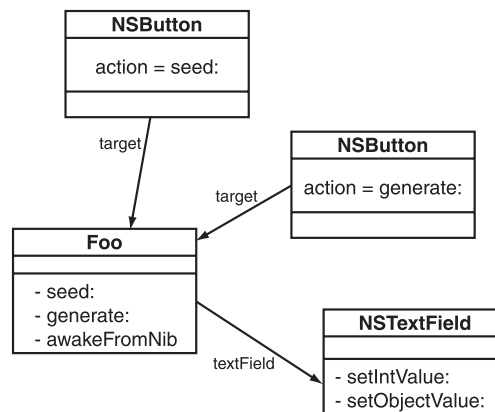 NSButton
action = seed:
target
NSButton
action = generate:
target
Foo
- seed:
- generate:
- awakeFromNib
textField
NSTextField
- setIntValue:
- setObjectValue: